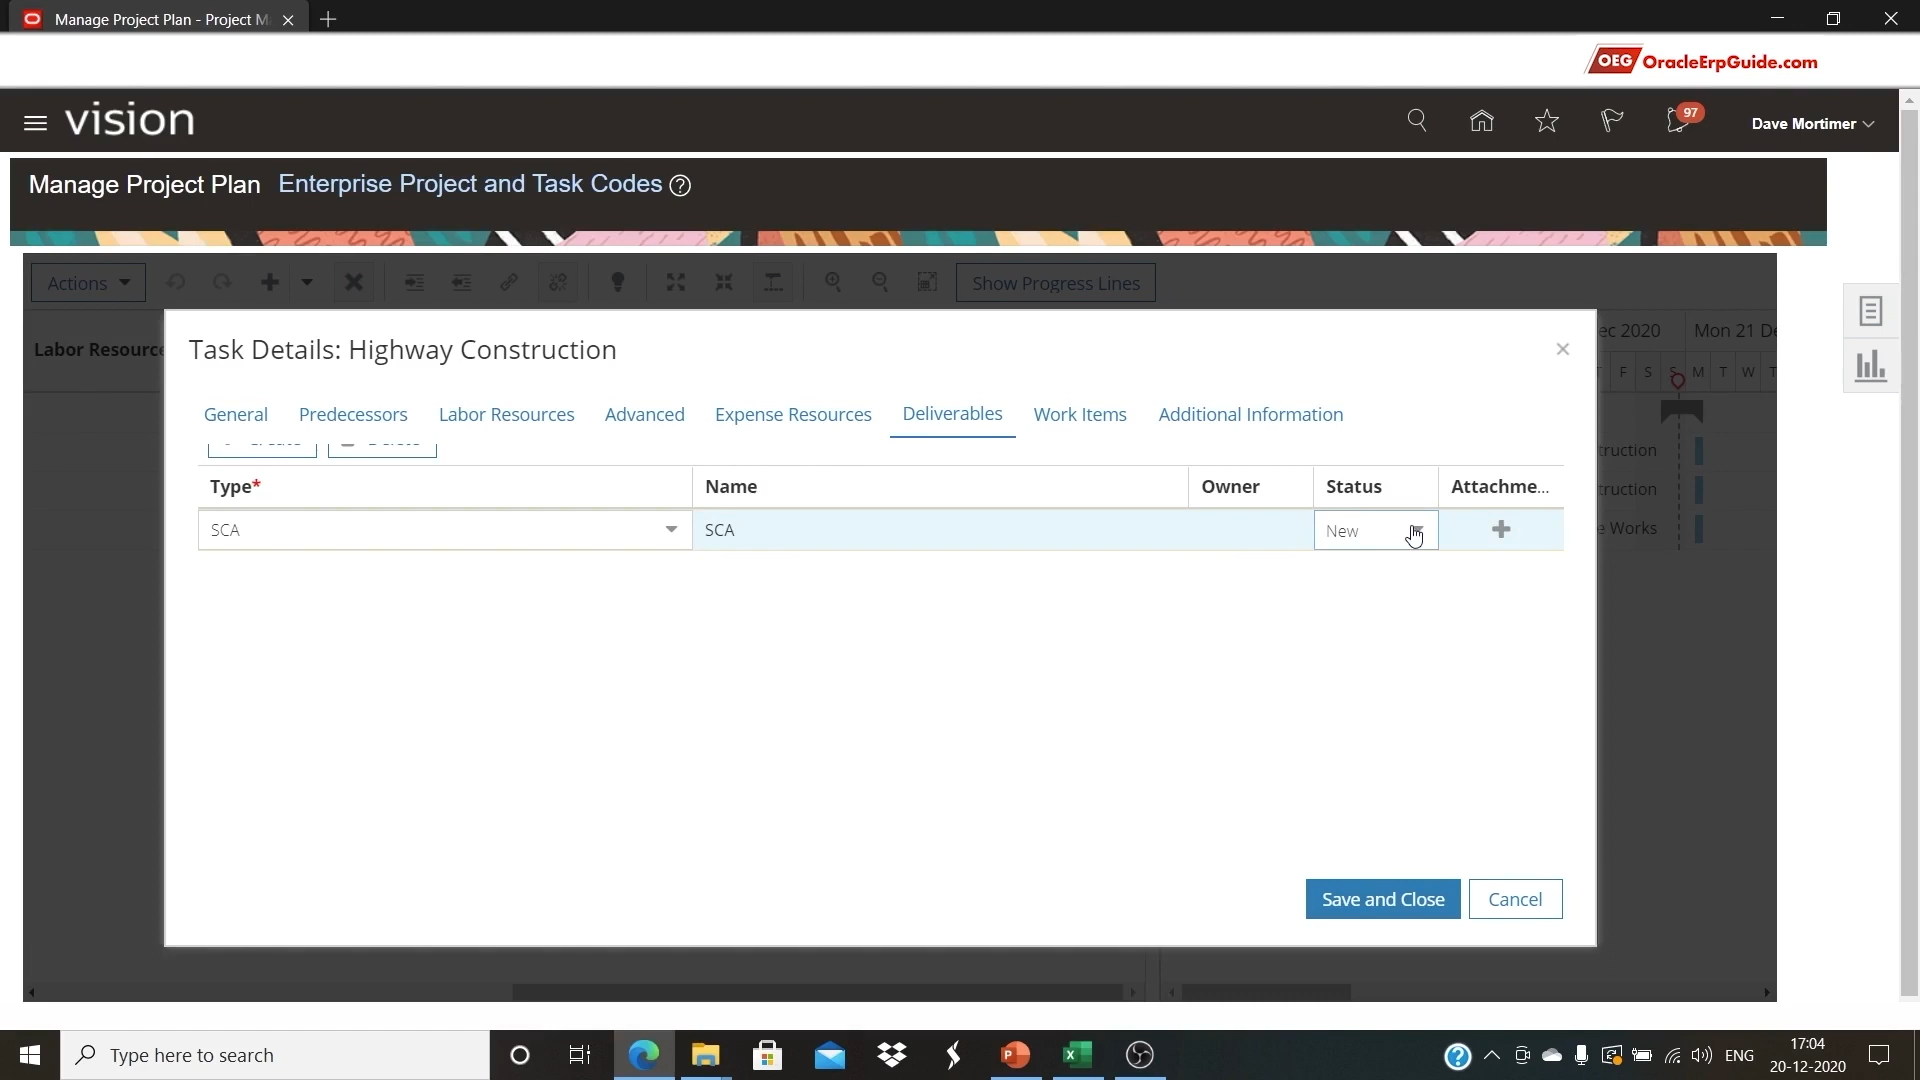 Manage Project Plan - Project M
OEG OracleErpGuide.com
vision
97
Dave Mortimer
Manage Project Plan Enterprise Project and Task Codes ?
Actions
Show Progress Lines
ec 2020
Mon 21 De
Labor Resource
F S S M T W T
Task Details: Highway Construction
General Predecessors Labor Resources Advanced Expense Resources Deliverables Work Items Additional Information
Create Delete
Type* Name Owner Status Attachme...
SCA SCA New
truction
truction
e Works
Save and Close Cancel
Type here to search
ENG
17:04
20-12-2020